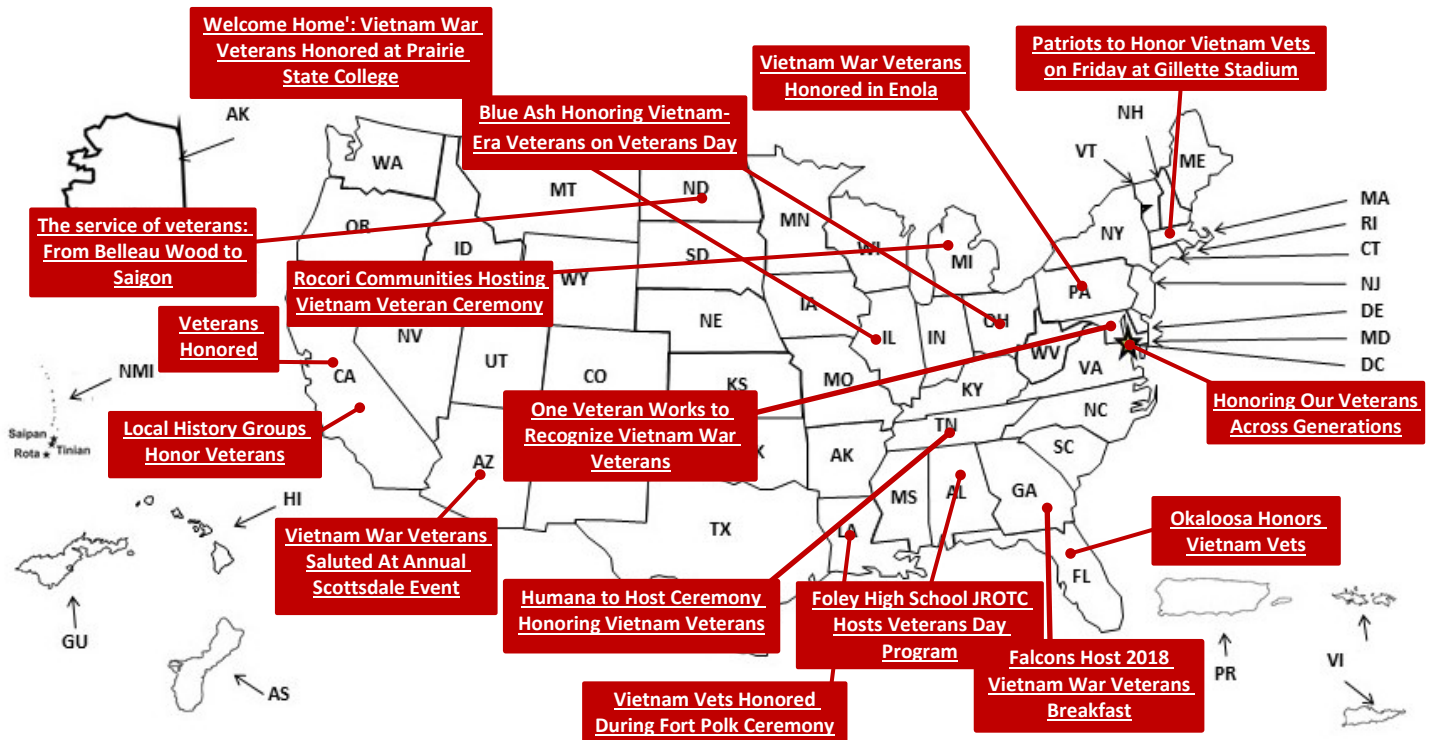 Welcome Home': Vietnam War
Veterans Honored at Prairie
State College
Vietnam War Veterans
Honored in Enola
Patriots to Honor Vietnam Vets
on Friday at Gillette Stadium
Blue Ash Honoring Vietnam-
Era Veterans on Veterans Day
AK
NH
VT
ME
WA
MT
ND
MN
WI
MI
NY
MA
RI
CT
NJ
DE
MD
DC
The service of veterans:
From Belleau Wood to
Saigon
OR
ID
SD
WY
Rocori Communities Hosting
Vietnam Veteran Ceremony
IA
PA
NE
IL
IN
OH
WV
VA
Veterans
Honored
NV
UT
CO
KS
MO
KY
NC
CA
NMI
Saipan
Tinian
Rota
Local History Groups
Honor Veterans
One Veteran Works to
Recognize Vietnam War
Veterans
Honoring Our Veterans
Across Generations
TN
SC
AZ
K
AK
MS
AL
GA
LA
TX
FL
HI
Vietnam War Veterans
Saluted At Annual
Scottsdale Event
Okaloosa Honors
Vietnam Vets
Humana to Host Ceremony
Honoring Vietnam Veterans
Foley High School JROTC
Hosts Veterans Day
Program
Falcons Host 2018
Vietnam War Veterans
Breakfast
Vietnam Vets Honored
During Fort Polk Ceremony
GU
AS
PR
VI